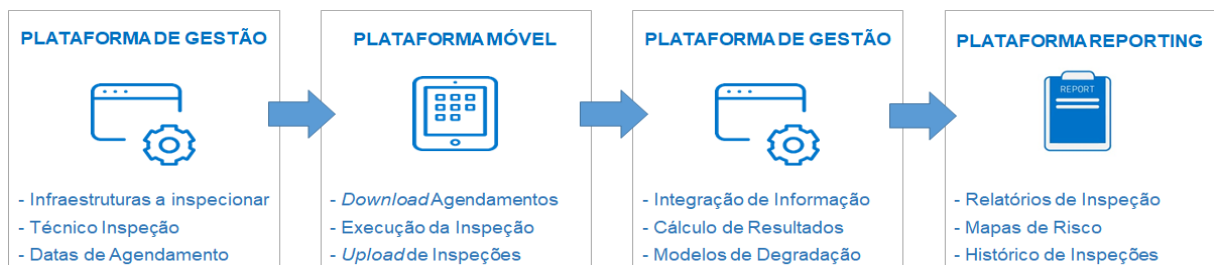 PLATAFORMA DE GESTÃO
- Infraestruturas a inspecionar
- Técnico Inspeção
- Datas de Agendamento
PLATAFORMA MÓVEL
- Download Agendamentos
- Execução da Inspeção
- Upload de Inspeções
PLATAFORMA DE GESTÃO
- Integração de Informação
- Cálculo de Resultados
- Modelos de Degradação
PLATAFORMA REPORTING
REPORT
- Relatórios de Inspeção
- Mapas de Risco
- Histórico de Inspeções